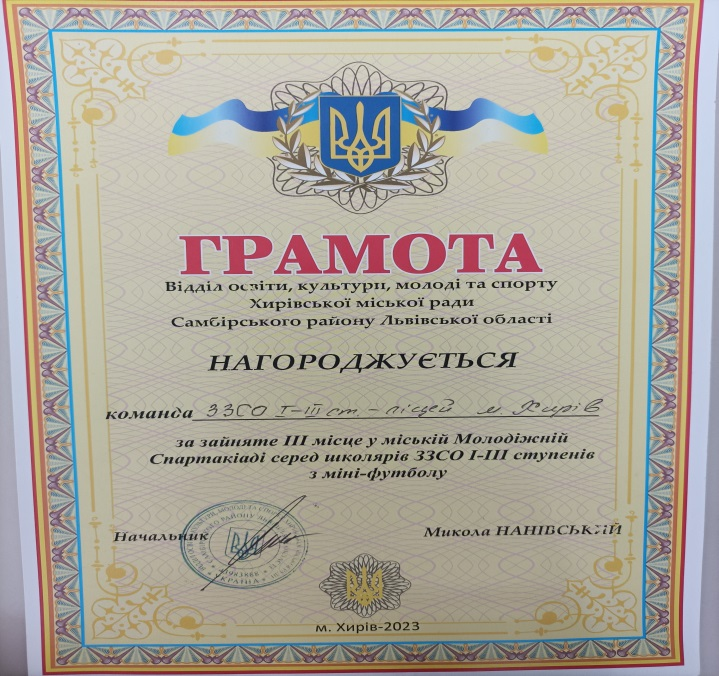 ГРАМОТА
Відділ освіти, культури, молоді та спорту
Хирівської міської ради
Самбірського району Львівської області
НАГОРОДЖУЄТЬСЯ
команда ЗЗСО І-ІІІ ст. - ліцей м. Хирів
за зайняте ІІІ місце у міській Молодіжній
Спартакіаді серед школярів ЗЗСО І-ІІІ ступенів
з міні-футболу
Начальник
Микола НАНІВСЬКИЙ
УКРАЇНА
м. Хирів-2023